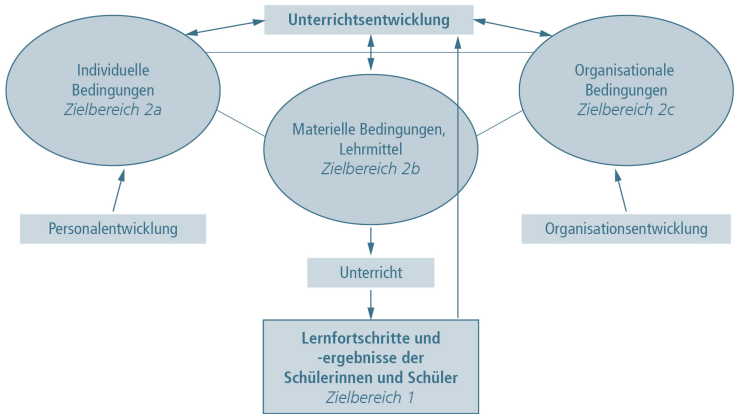 Unterrichtsentwicklung
Individuelle
Bedingungen
Zielbereich 2a
Organisationale
Bedingungen
Zielbereich 2c
Materielle Bedingungen,
Lehrmittel
Zielbereich 2b
Personalentwicklung
Organisationsentwicklung
Unterricht
Lernfortschritte und
-ergebnisse der
Schülerinnen und Schüler
Zielbereich 1